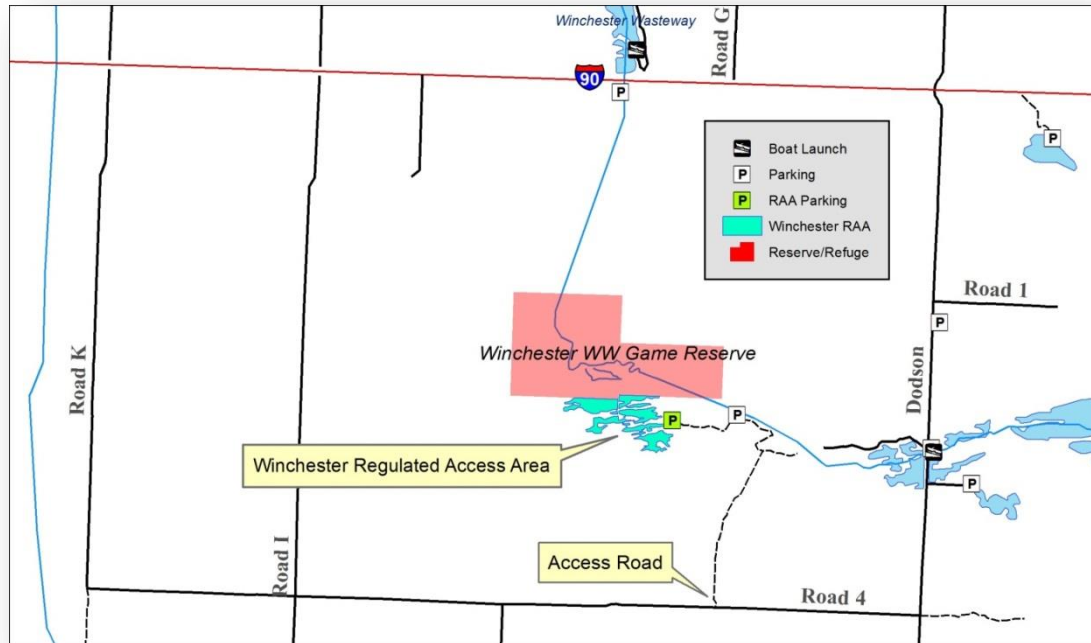 Winchester Wasteway
Road G
90
P
P
Boat Launch
P
Parking
P
RAA Parking
Winchester RAA
Reserve/Refuge
Road 1
P
Winchester WW Game Reserve
Road K
Dodson
P
P
Winchester Regulated Access Area
P
Road I
Access Road
Road 4